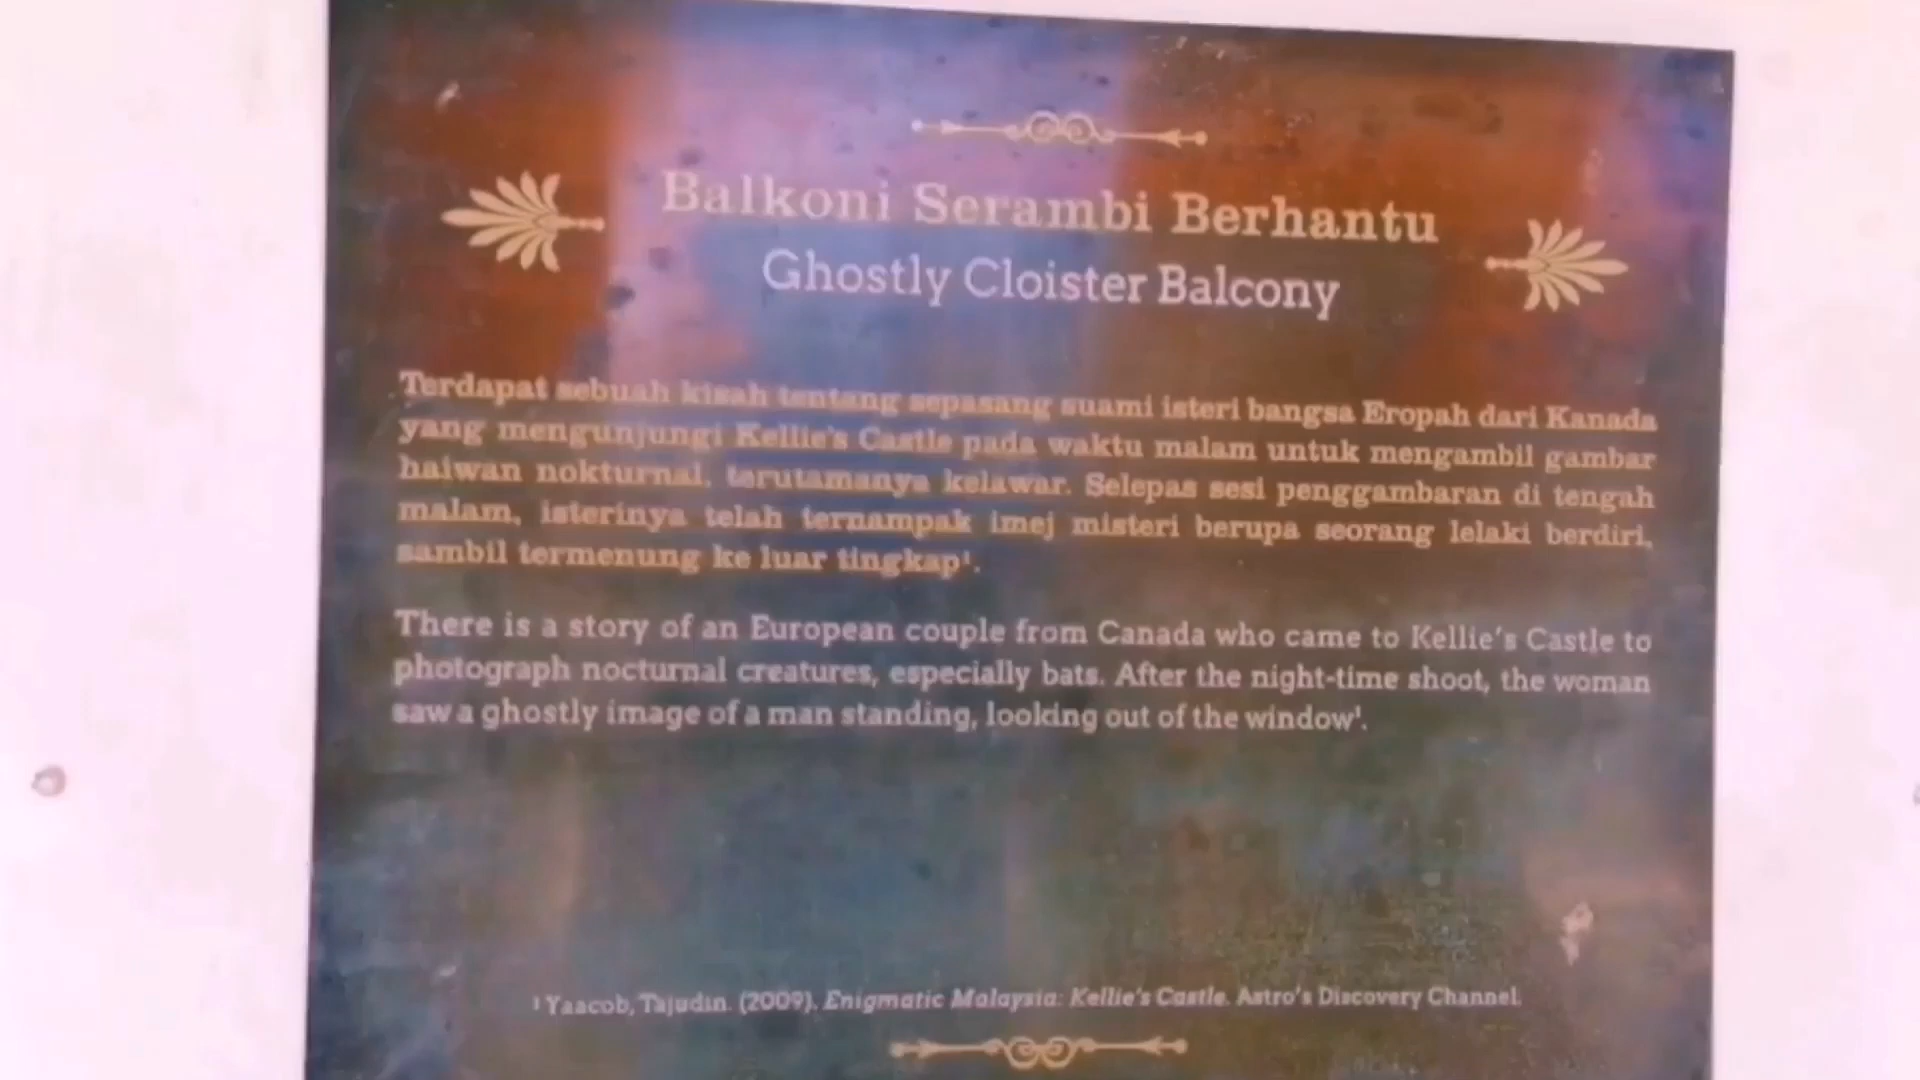 Balkoni Serambi Berhantu
Ghostly Cloister Balcony
Terdapat sebuah kisah tentang sepasang suami isteri bangsa Eropah dari Kanada
yang mengunjungi Kellie's Castle pada waktu malam untuk mengambil gambar
haiwan nokturnal, terutamanya kelawar. Selepas sesi penggambaran di tengah
malam, isterinya telah ternampak imej misteri berupa seorang lelaki berdiri,
sambil termenung ke luar tingkap¹.
There is a story of an European couple from Canada who came to Kellie's Castle to
photograph nocturnal creatures, especially bats. After the night-time shoot, the woman
saw a ghostly image of a man standing, looking out of the window¹.
¹ Yaacob, Tajudin. (2009). Enigmatic Malaysia: Kellie's Castle. Astro's Discovery Channel.